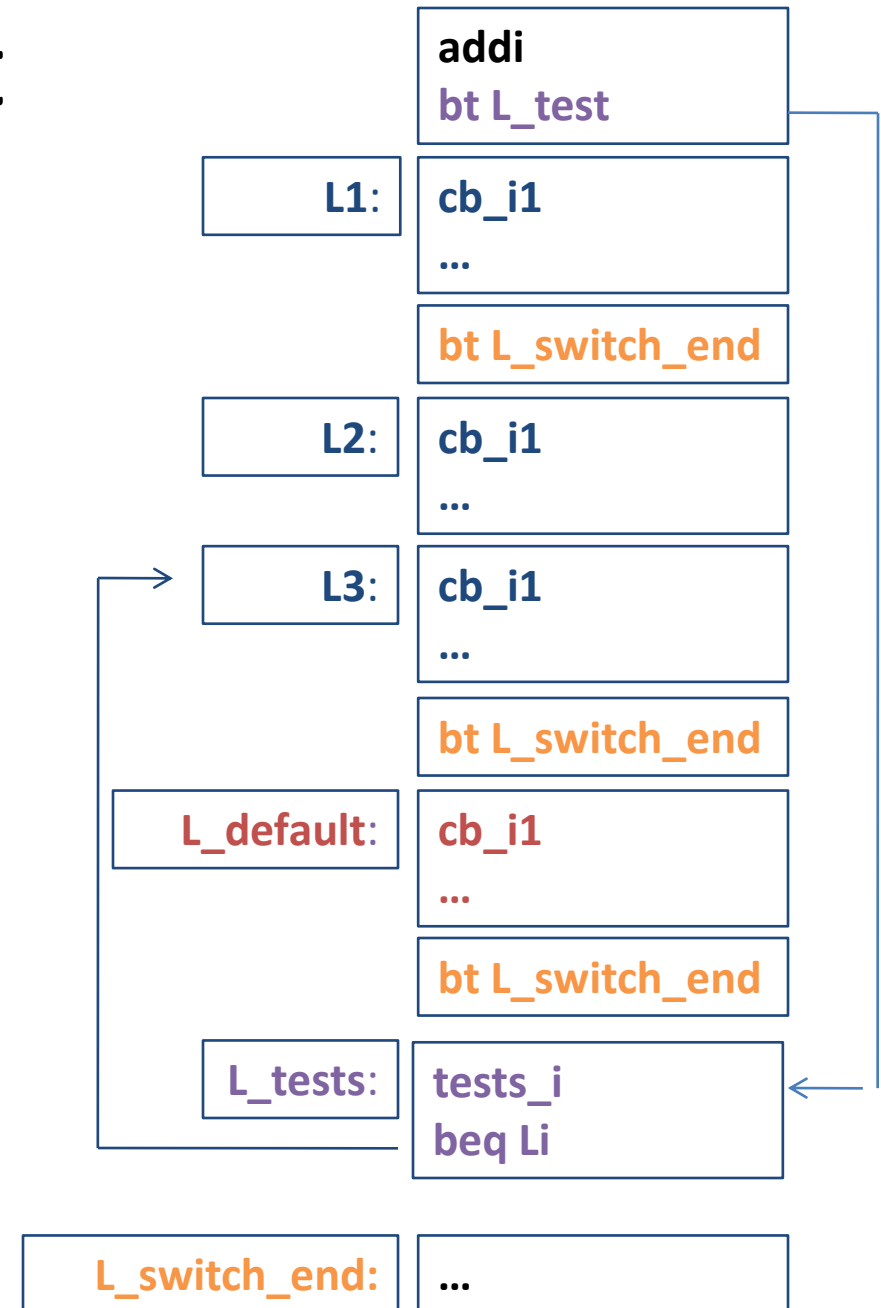 addi
bt L_test
L1: cb_i1
…
bt L_switch_end
L2: cb_i1
…
L3: cb_i1
…
bt L_switch_end
L_default: cb_i1
…
bt L_switch_end
L_tests: tests_i
beq Li
L_switch_end: …